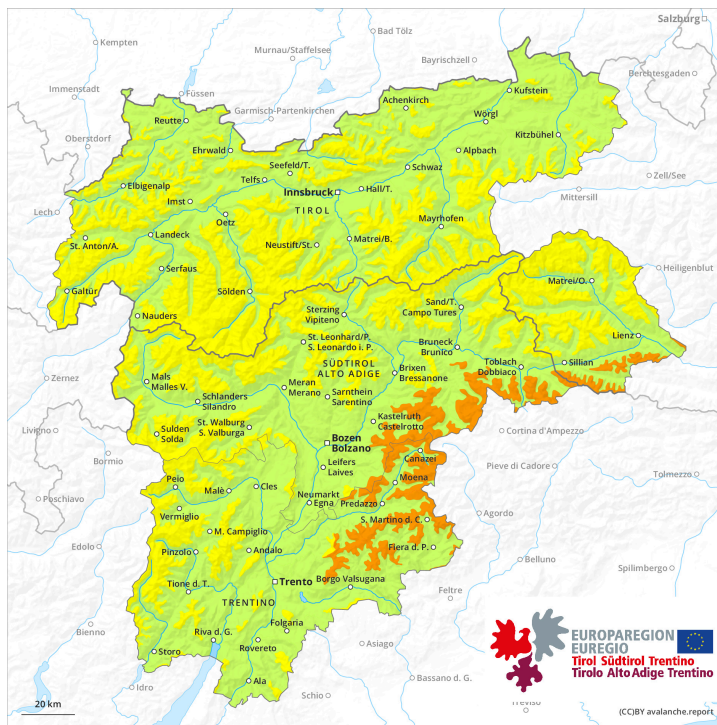 Salzburg
Kempten
Bad Tölz
Murnau/Staffelsee
Bayrischzell
Berchtesgaden
Immenstadt
Füssen
Kufstein
Achenkirch
Garmisch-Partenkirchen
Reutte
Wörgl
Oberstdorf
Kitzbühel
Ehrwald
Seefeld/T.
Alpbach
Schwaz
Zell/See
Telfs
Elbigenalp
Innsbruck
Hall/T.
Mittersill
Lech
Imst
TIROL
Oetz
Mayrhofen
St. Anton/A.
Landeck
Neustift/St.
Matrei/B.
Serfaus
Heiligenblut
Galtür
Sölden
Matrei/O.
Nauders
Sterzing
Vipiteno
Sand/T.
Campo Tures
Lienz
St. Leonhard/P.
S. Leonardo i. P.
Bruneck
Brunico
Toblach
Dobbiaco
Sillian
SÜDTIROL
ALTO ADIGE
Brixen
Bressanone
Zernez
Mals
Malles V.
Meran
Merano
Schlanders
Silandro
Sarnthein
Sarentino
Kastelruth
Castelrotto
St. Walburg
S. Valburga
Livigno
Sulden
Solda
Cortina d'Ampezzo
Bozen
Bolzano
Bormio
Canazei
Pieve di Cadore
Leifers
Laives
Tolmezzo
Peio
Moena
Poschiavo
Malè
Cles
Neumarkt
Egna
Predazzo
Vermiglio
Agordo
S. Martino d. C.
M. Campiglio
Edolo
Pinzolo
Andalo
Fiera d. P.
Belluno
Spilimbergo
Tione d. T.
Trento
Borgo Valsugana
Feltre
TRENTINO
Folgaria
Bienno
Riva d. G.
Rovereto
Asiago
Storo
Bassano d. G.
Idro
Ala
Schio
Treviso
EUROPAREGION
EUREGIO
Tirol Südtirol Trentino
Tirolo Alto Adige Trentino
20 km
(CC)BY avalanche.report